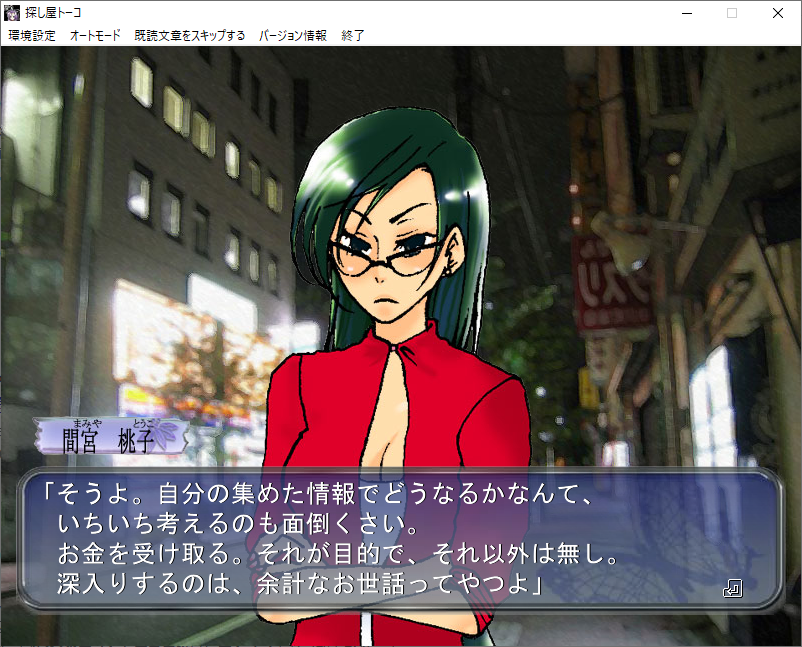 探し屋トーコ
環境設定 オートモード 既読文章をスキップする バージョン情報 終了
まみや とうこ
間宮 桃子
「そうよ。自分の集めた情報でどうなるかなんて、
いちいち考えるのも面倒くさい。
お金を受け取る。それが目的で、それ以外は無し。
深入りするのは、余計なお世話ってやつよ」